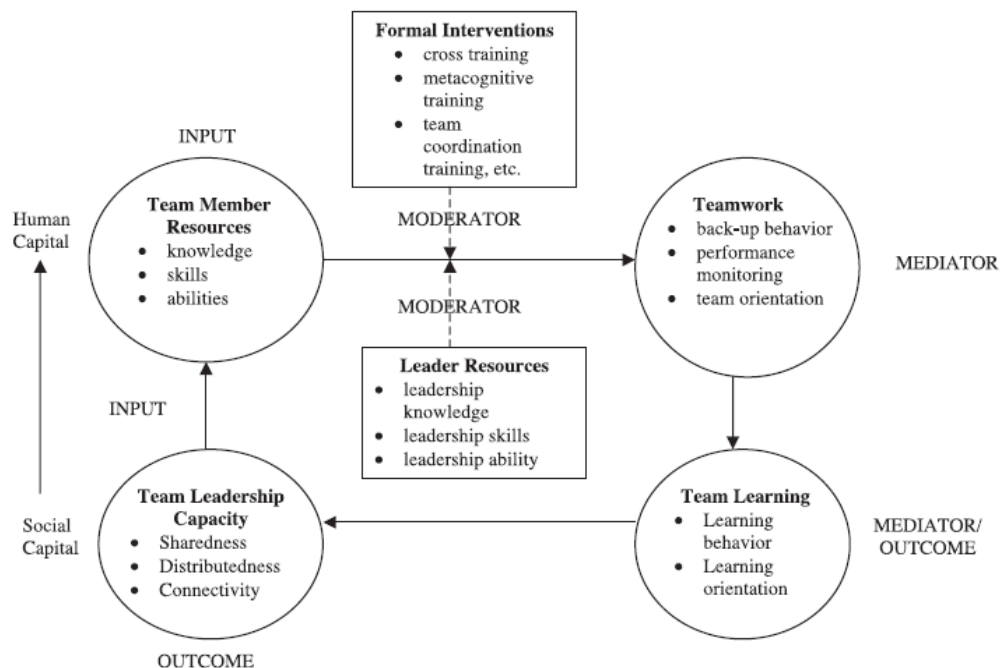 Formal Interventions
• cross training
• metacognitive
training
• team
coordination
training, etc.
INPUT
Team Member
Resources
• knowledge
• skills
• abilities
Human
Capital
MODERATOR
Teamwork
• back-up behavior
• performance
monitoring
• team orientation
MEDIATOR
MODERATOR
Leader Resources
• leadership
knowledge
• leadership skills
• leadership ability
INPUT
Team Leadership
Capacity
• Sharedness
• Distributedness
• Connectivity
Social
Capital
Team Learning
• Learning
behavior
• Learning
orientation
MEDIATOR/
OUTCOME
OUTCOME